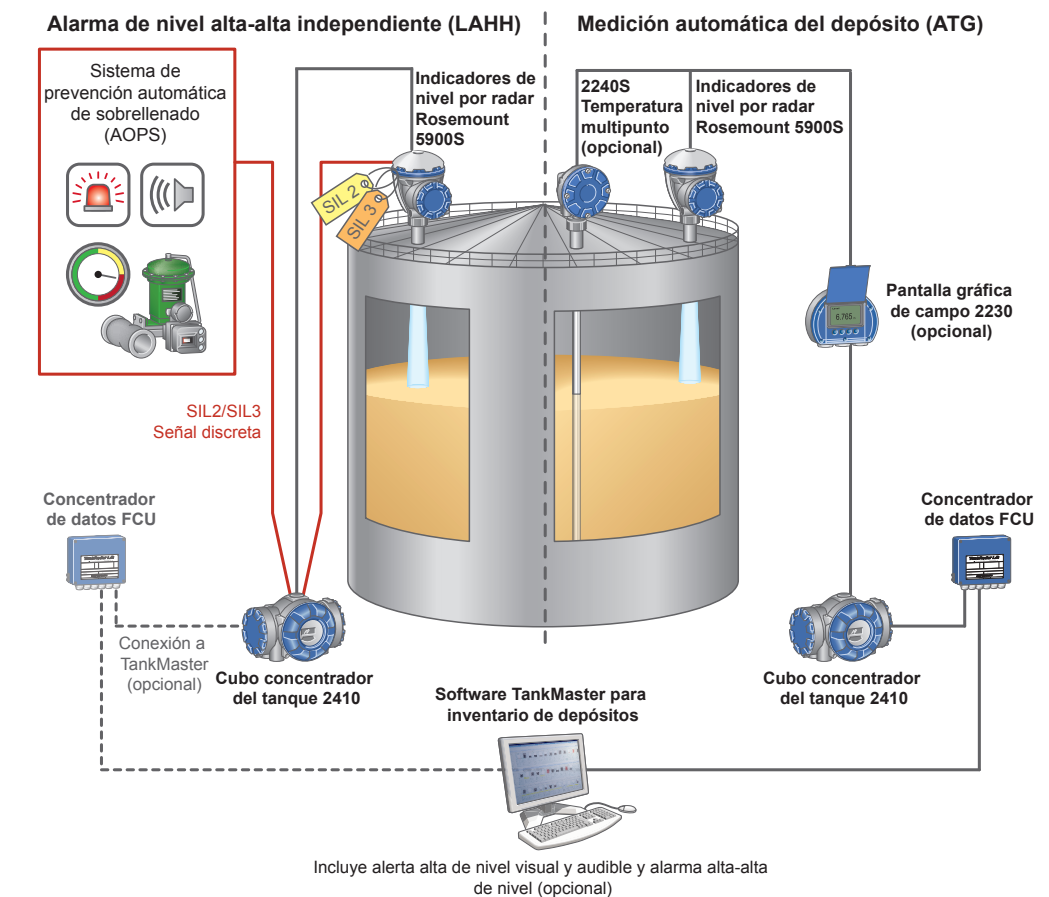 Alarma de nivel alta-alta independiente (LAHH)
Medición automática del depósito (ATG)
Sistema de
prevención automática
de sobrellenado
(AOPS)
Indicadores de
nivel por radar
Rosemount
5900S
2240S
Temperatura
multipunto
(opcional)
Indicadores de
nivel por radar
Rosemount 5900S
SIL 2
SIL 3
Pantalla gráfica
de campo 2230
(opcional)
8,765
SIL2/SIL3
Señal discreta
Concentrador
de datos FCU
Concentrador
de datos FCU
Conexión a
TankMaster
(opcional)
Cubo concentrador
del tanque 2410
Cubo concentrador
del tanque 2410
Software TankMaster para
inventario de depósitos
Incluye alerta alta de nivel visual y audible y alarma alta-alta
de nivel (opcional)